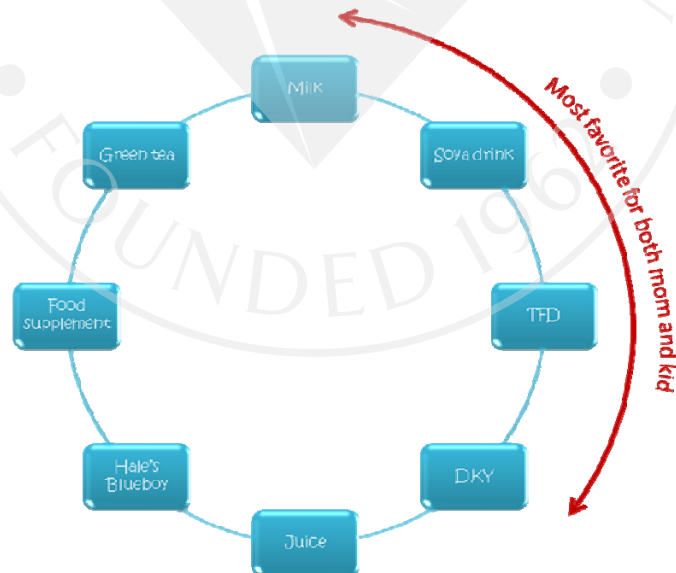 Milk
Soya drink
TFD
DKY
Juice
Hale's
Blueboy
Food
supplement
Green tea
Most favorite for both mom and kid
FOUNDED 1962